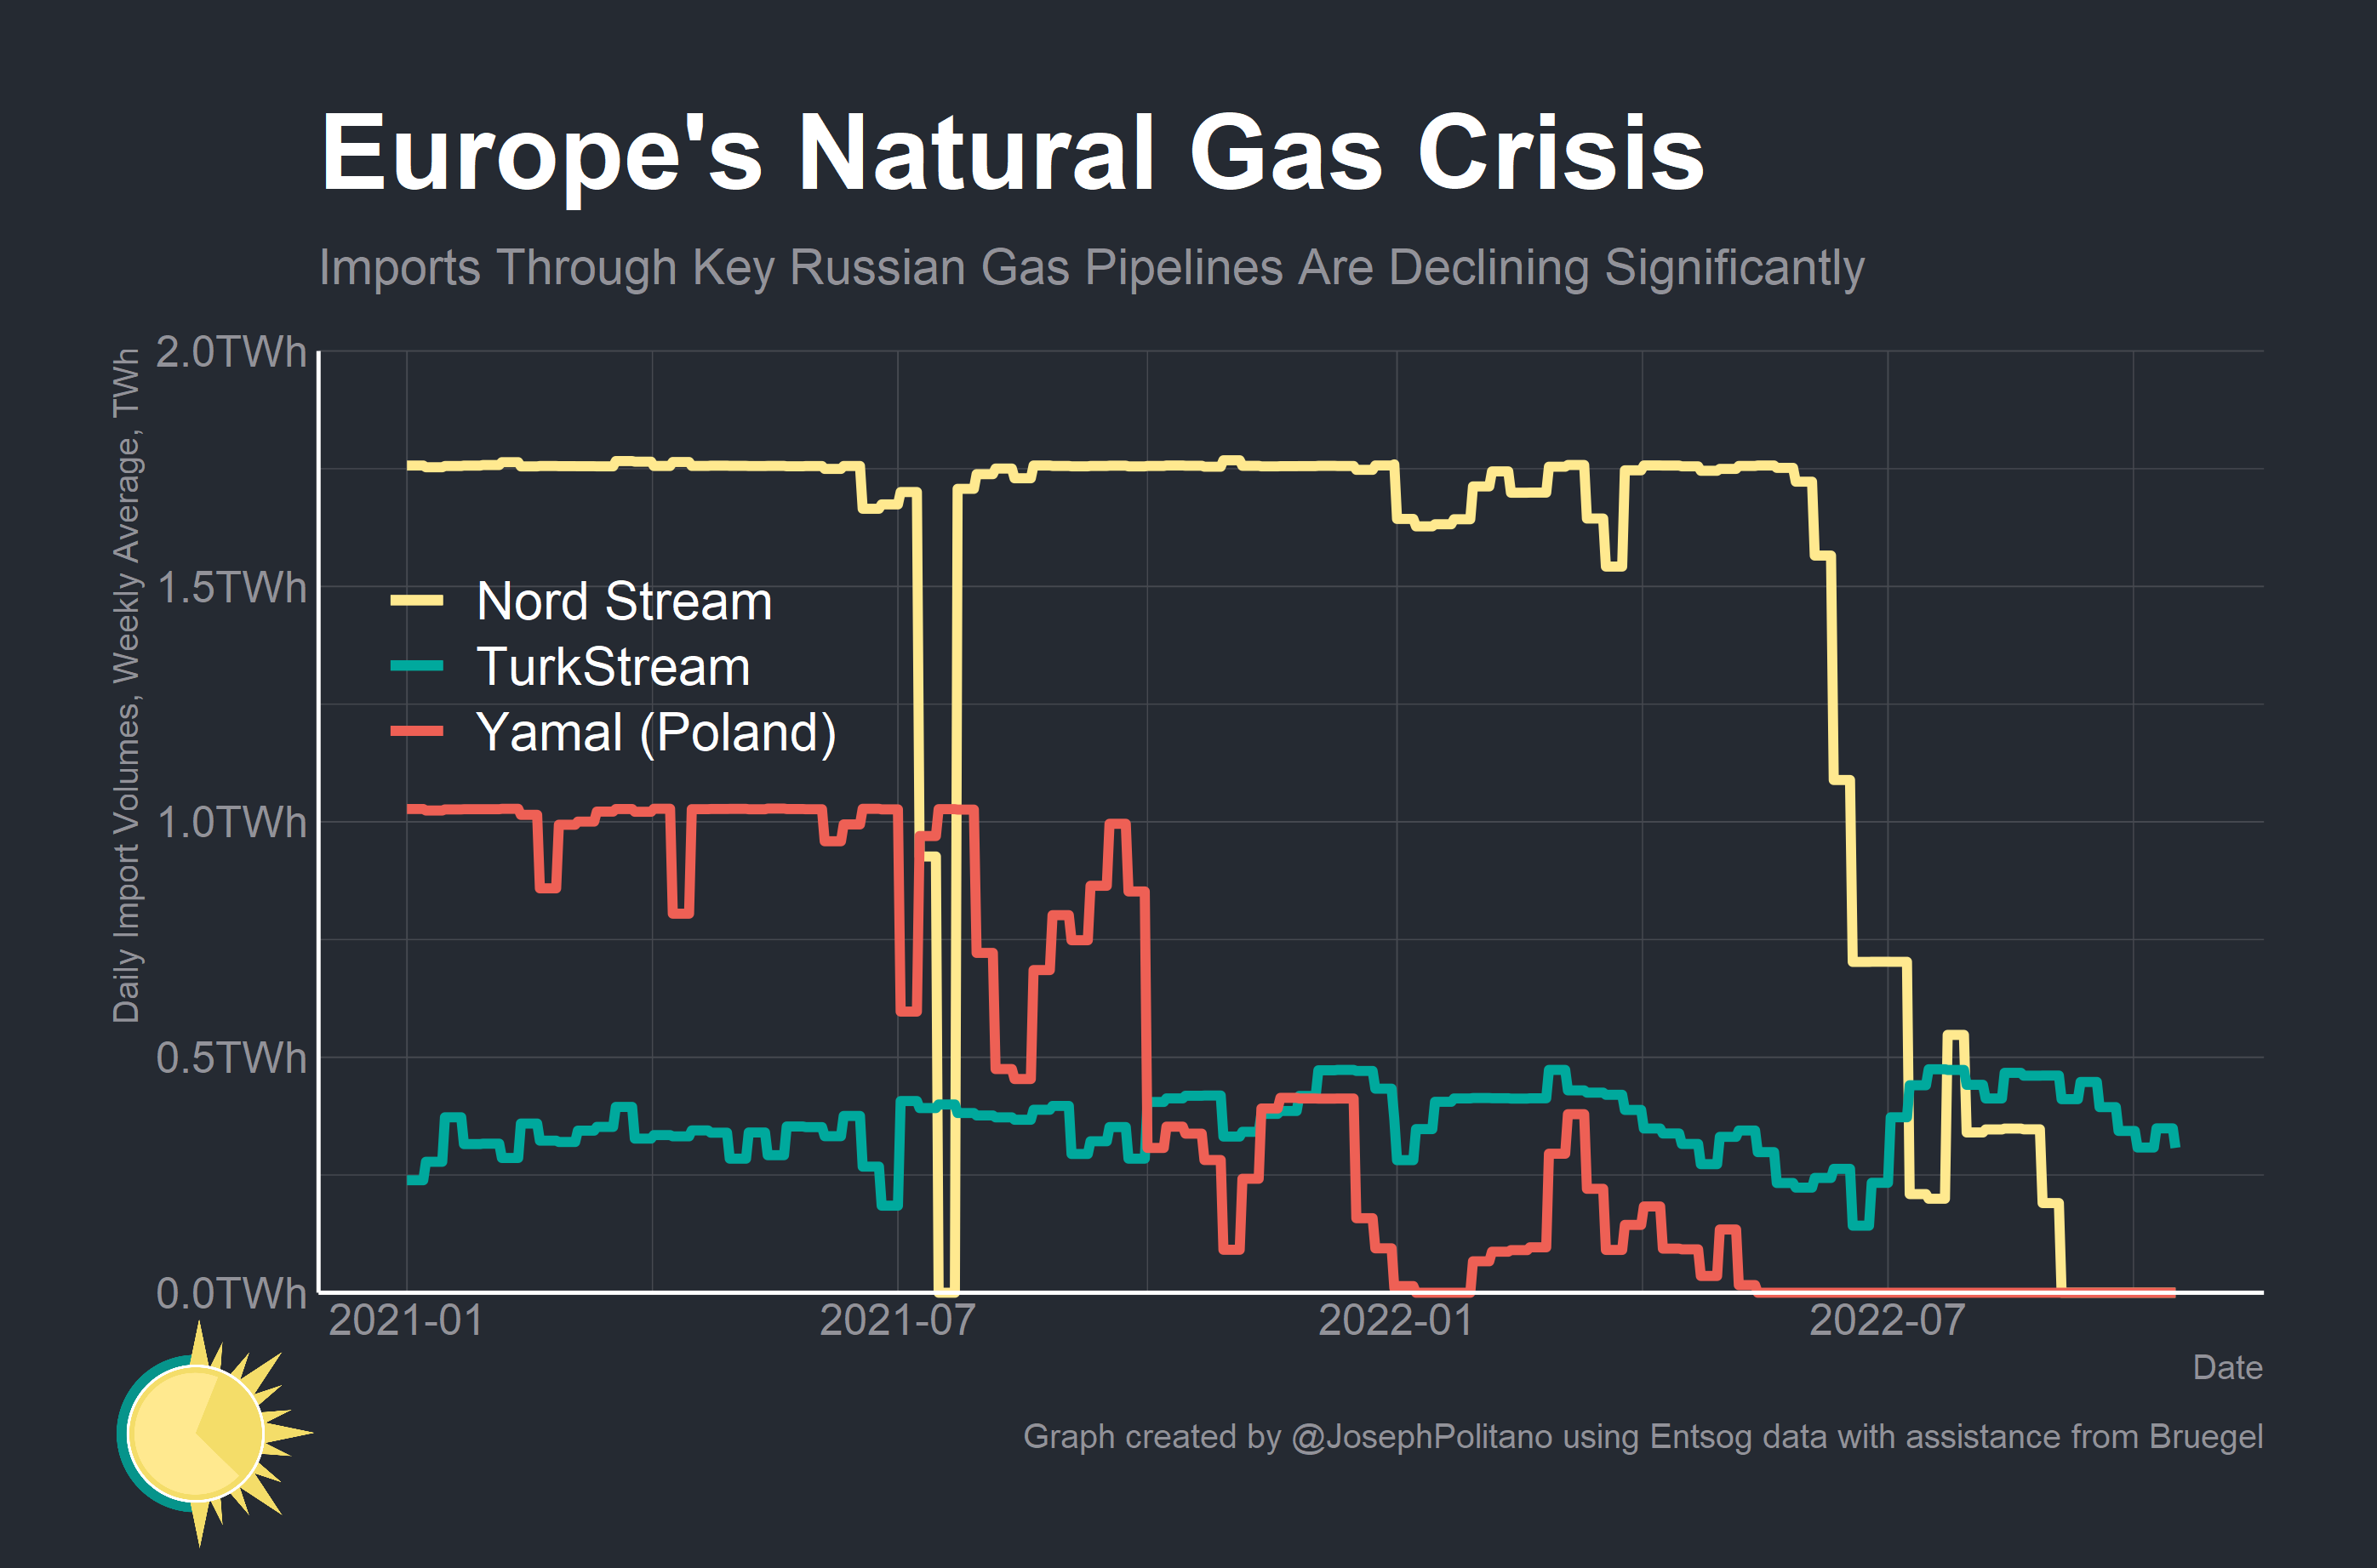 Europe's Natural Gas Crisis
Imports Through Key Russian Gas Pipelines Are Declining Significantly
Daily Import Volumes, Weekly Average, TWh
2.0TWh
1.5TWh
1.0TWh
0.5TWh
0.0TWh
Nord Stream
TurkStream
Yamal (Poland)
2021-01
2021-07
2022-01
2022-07
Date
Graph created by @JosephPolitano using Entsog data with assistance from Bruegel